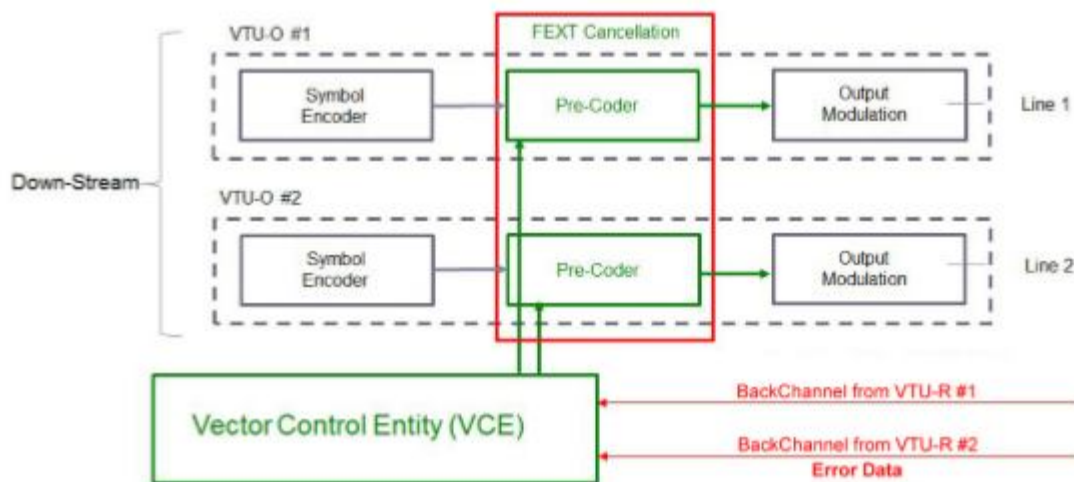 VTU-O #1
FEXT Cancellation
Symbol
Encoder
Pre-Coder
Output
Modulation
Line 1
Down-Stream
VTU-O #2
Symbol
Encoder
Pre-Coder
Output
Modulation
Line 2
Vector Control Entity (VCE)
BackChannel from VTU-R #1
BackChannel from VTU-R #2
Error Data